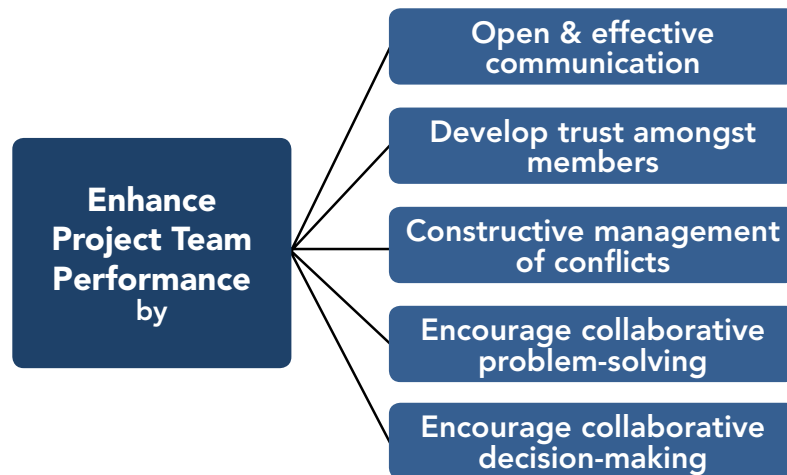 Enhance
Project Team
Performance
by
Open & effective
communication
Develop trust amongst
members
Constructive management
of conflicts
Encourage collaborative
problem-solving
Encourage collaborative
decision-making